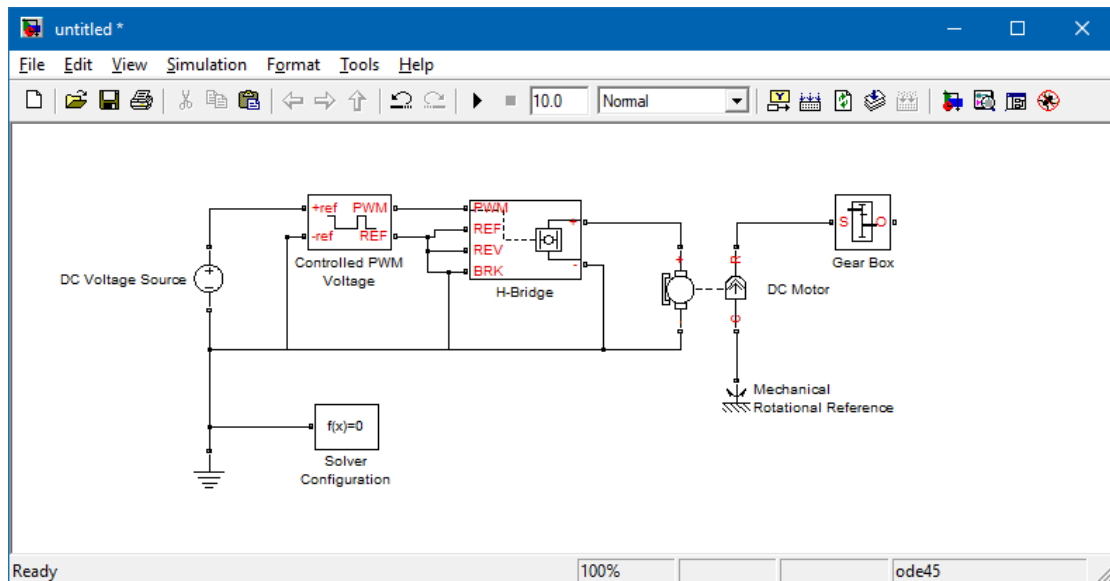 untitled *
File Edit View Simulation Format Tools Help
10.0 Normal
+ref PWM
-ref REF
Controlled PWM
Voltage
PWM
REF
REV
BRK
+
-
H-Bridge
S O
Gear Box
DC Voltage Source
+
-
+
-
R
C
DC Motor
Mechanical
Rotational Reference
f(x)=0
Solver
Configuration
Ready 100% ode45